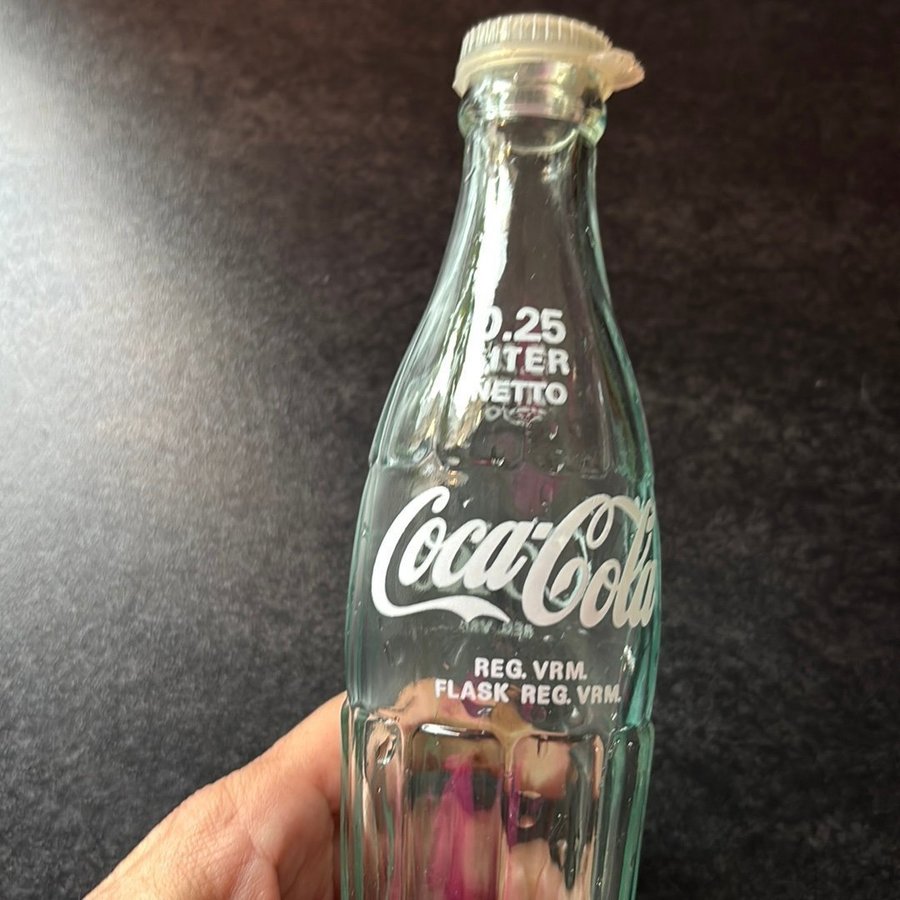 0.25
LITER
NETTO
Coca-Cola
REG. VRM.
FLASK REG. VRM.